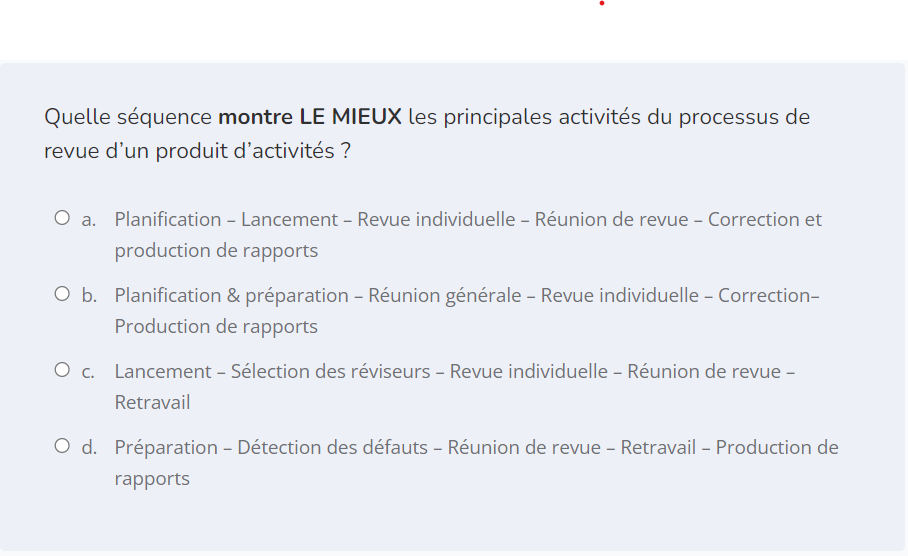 Quelle séquence montre LE MIEUX les principales activités du processus de
revue d’un produit d’activités ?
a. Planification – Lancement – Revue individuelle – Réunion de revue – Correction et
production de rapports
b. Planification & préparation – Réunion générale – Revue individuelle – Correction–
Production de rapports
c. Lancement – Sélection des réviseurs – Revue individuelle – Réunion de revue –
Retravail
d. Préparation – Détection des défauts – Réunion de revue – Retravail – Production de
rapports